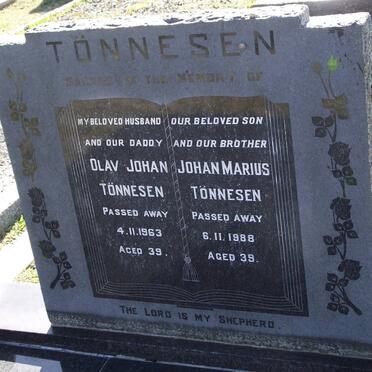 TÖNNESEN
SACRED TO THE MEMORY OF
MY BELOVED HUSBAND
AND OUR DADDY
OLAV JOHAN
TÖNNESEN
PASSED AWAY
4.11.1963
AGED 39.
OUR BELOVED SON
AND OUR BROTHER
JOHAN MARIUS
TÖNNESEN
PASSED AWAY
6.11.1988
AGED 39.
THE LORD IS MY SHEPHERD.